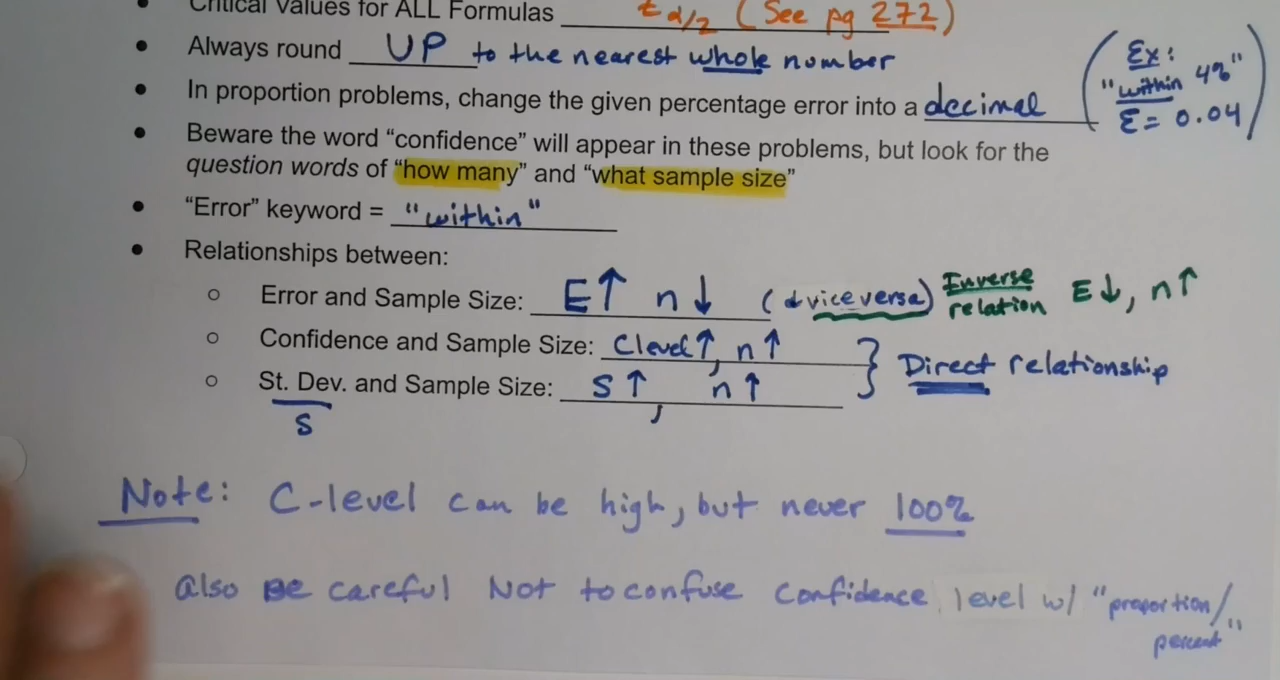 • Critical Values for ALL Formulas z α/2 (See pg 272)
• Always round UP to the nearest whole number
• In proportion problems, change the given percentage error into a decimal
(Ex: "within 4%" E = 0.04)
• Beware the word “confidence” will appear in these problems, but look for the
question words of “how many” and “what sample size”
• “Error” keyword = "within"
• Relationships between:
○ Error and Sample Size: E↑ n↓ (& vice versa) Inverse relation E↓, n↑
○ Confidence and Sample Size: Clevel↑, n↑
○ St. Dev. and Sample Size: S↑, n↑
} Direct relationship
S
Note: C-level can be high, but never 100%
also Be careful Not to confuse confidence level w/ "proportion/
percent"